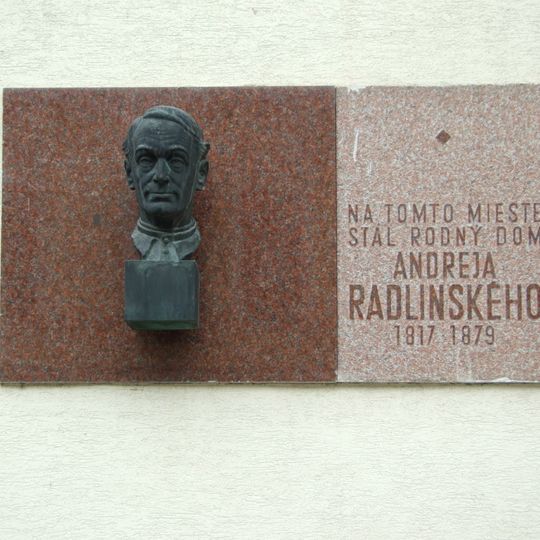 NA TOMTO MIESTE
STÁL RODNÝ DOM
ANDREJA
RADLINSKÉHO
1817 1879